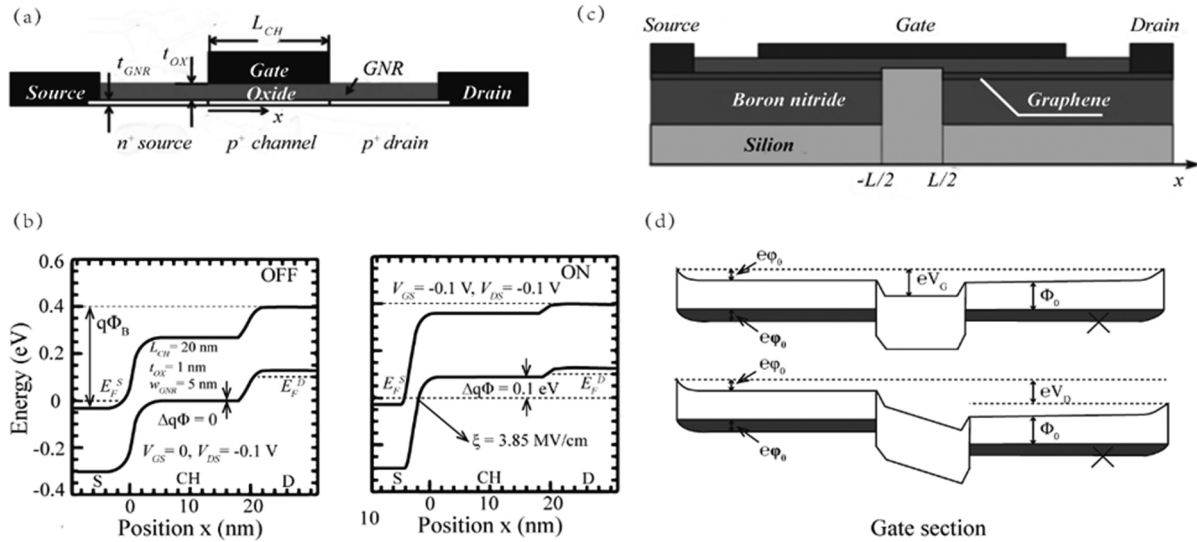 (a)
L_CH
t_GNR
t_OX
Gate
GNR
Source
Oxide
Drain
x
n⁺ source
p⁺ channel
p⁺ drain
(b)
0.6
0.4
0.2
0
-0.2
-0.4
Energy (eV)
OFF
qΦ_B
L_CH = 20 nm
t_OX = 1 nm
w_GNR = 5 nm
E_F^S
E_F^D
ΔqΦ = 0
V_GS = 0, V_DS = -0.1 V
S CH D
0 10 20 30
Position x (nm)
ON
V_GS = -0.1 V, V_DS = -0.1 V
E_F^S
E_F^D
ΔqΦ = 0.1 eV
ξ = 3.85 MV/cm
S CH D
10 0 10 20 30
Position x (nm)
(c)
Source
Gate
Drain
Boron nitride
Graphene
Silion
-L/2
L/2
x
(d)
eφ₀
eV_G
Φ₀
eφ₀
eφ₀
eV_D
Φ₀
eφ₀
Gate section